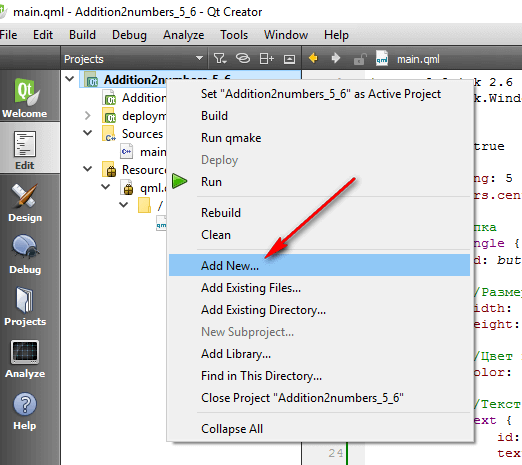 main.qml - Addition2numbers_5_6 - Qt Creator
File Edit Build Debug Analyze Tools Window Help
Projects
main.qml
Welcome
Edit
Design
Debug
Projects
Analyze
Help
Addition2numbers_5_6
Addition
deploym
Sources
main
Resourc
qml.
/
Set "Addition2numbers_5_6" as Active Project
Build
Run qmake
Deploy
Run
Rebuild
Clean
Add New...
Add Existing Files...
Add Existing Directory...
New Subproject...
Add Library...
Find in This Directory...
Close Project "Addition2numbers_5_6"
Collapse All
k 2.6
k.Wind
true
ng: 5
rs.cen
пка
ngle {
d: but
/Размер
idth:
eight:
/Цвет
olor:
/Текст
ext {
id:
24 tex